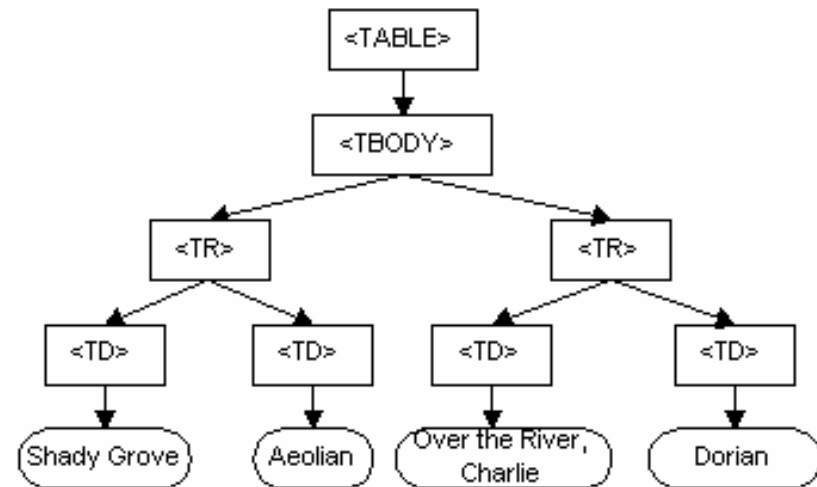 <TABLE>
<TBODY>
<TR>
<TR>
<TD>
<TD>
<TD>
<TD>
Shady Grove
Aeolian
Over the River,
Charlie
Dorian